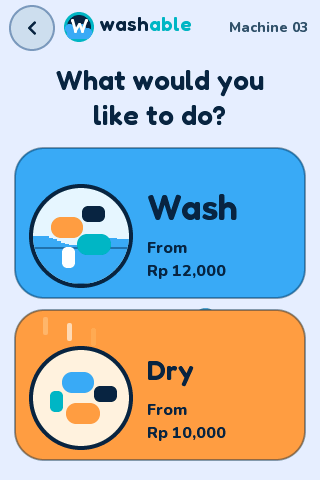 W washable
Machine 03
What would you
like to do?
Wash
From
Rp 12,000
Dry
From
Rp 10,000